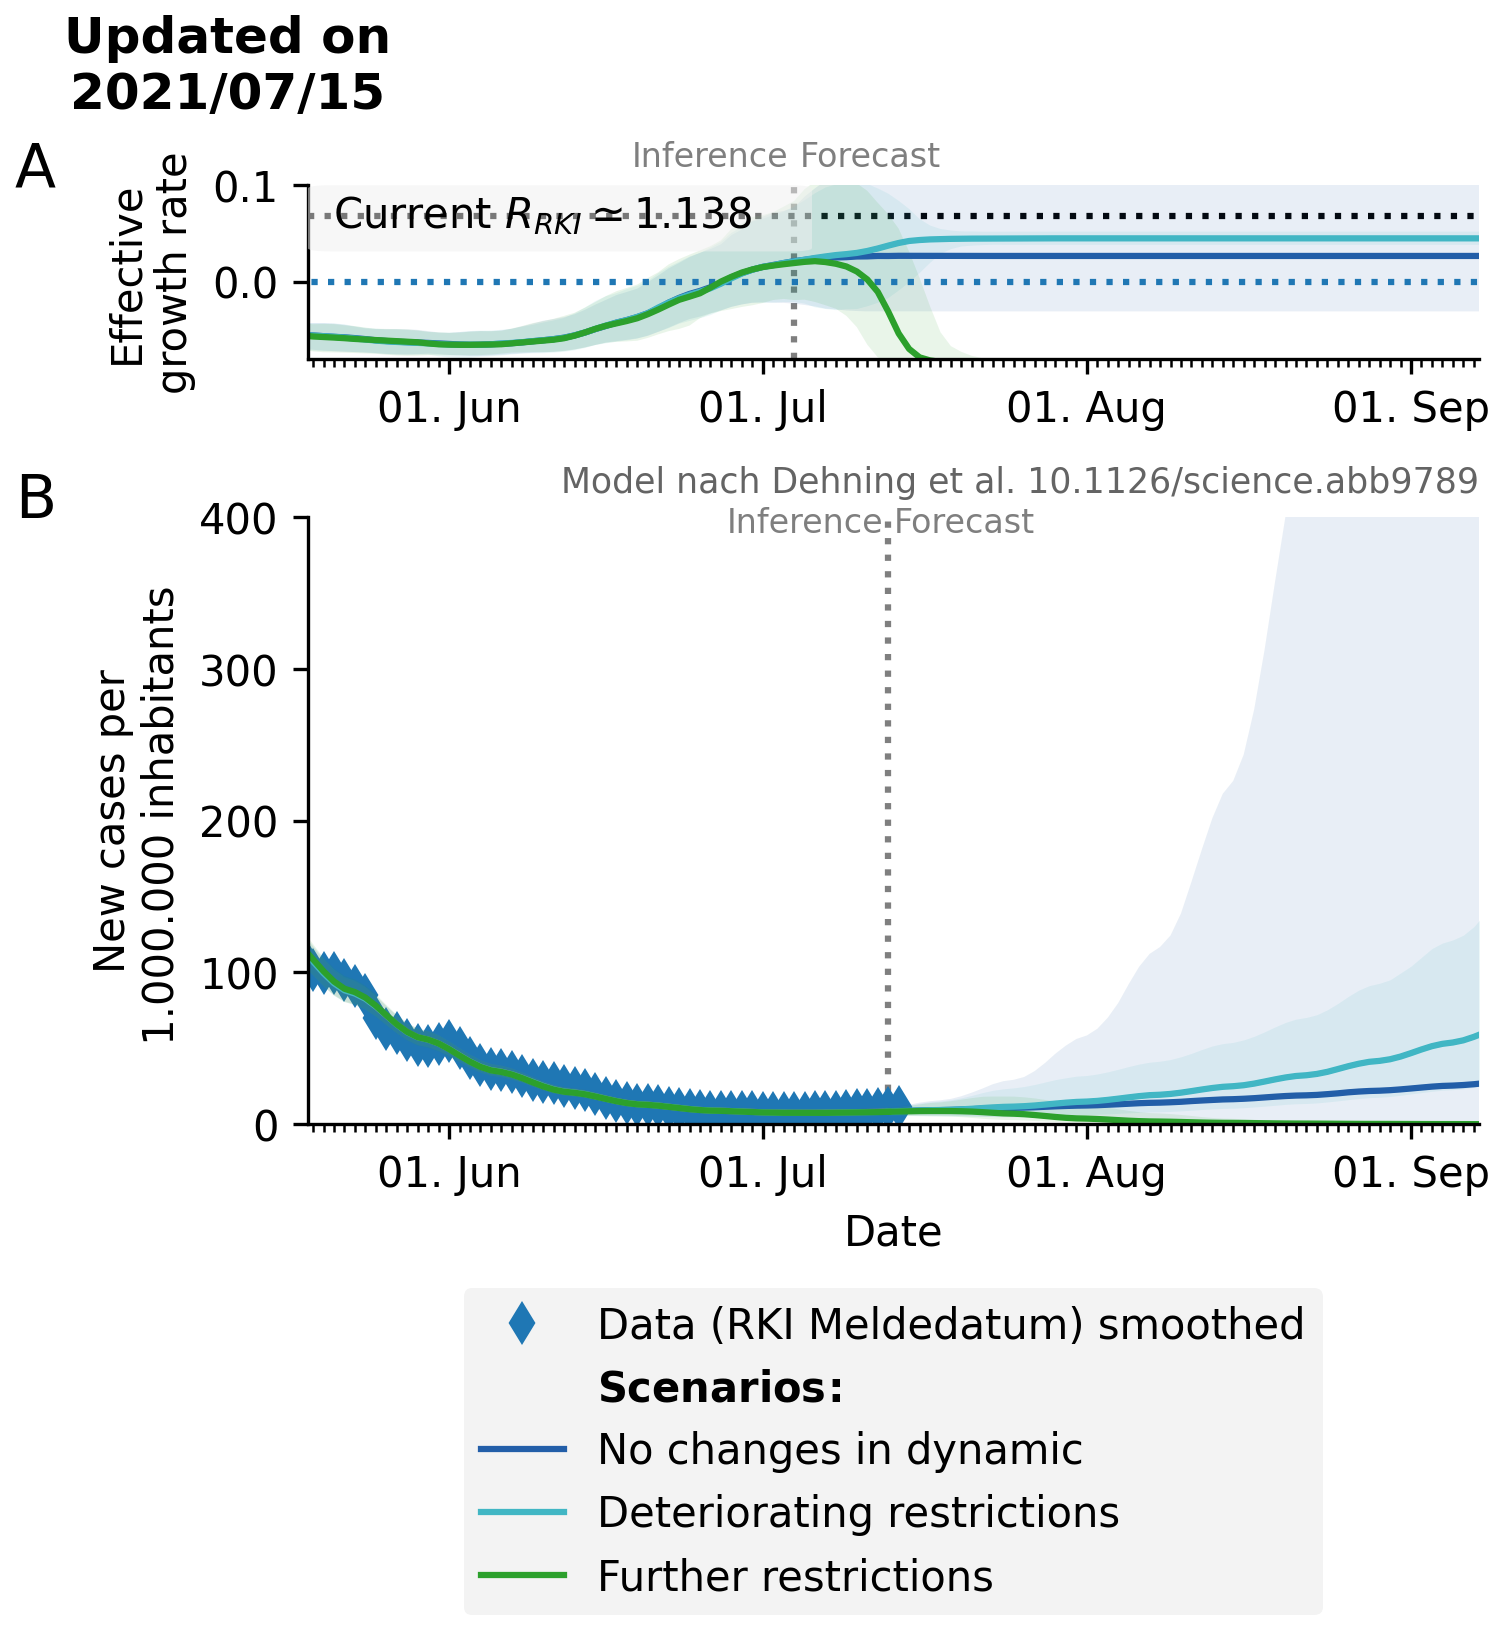 Updated on
2021/07/15
A
Inference Forecast
Effective
growth rate
0.1
0.0
Current R_RKI ≃ 1.138
01. Jun 01. Jul 01. Aug 01. Sep
B
Model nach Dehning et al. 10.1126/science.abb9789
Inference Forecast
New cases per
1.000.000 inhabitants
400
300
200
100
0
01. Jun 01. Jul 01. Aug 01. Sep
Date
Data (RKI Meldedatum) smoothed
Scenarios:
No changes in dynamic
Deteriorating restrictions
Further restrictions